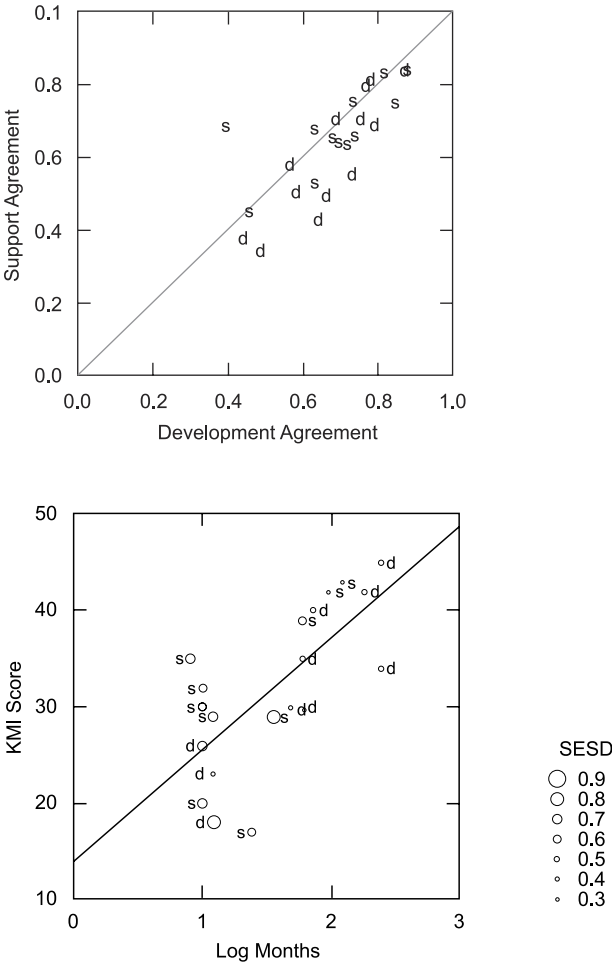 0.1
s d s
d
0.8 d
s s
d d
s d
s
s s
s s
0.6
d
d
s
d d
s
d
0.4
d
d
0.2
0.0
0.0 0.2 0.4 0.6 0.8 1.0
Support Agreement
Development Agreement
50
d
s
s d
40 d
s
s d
d
s
30 s d d
s s
d
d
20 s
d
s
10
0 1 2 3
KMI Score
Log Months
SESD
0.9
0.8
0.7
0.6
0.5
0.4
0.3